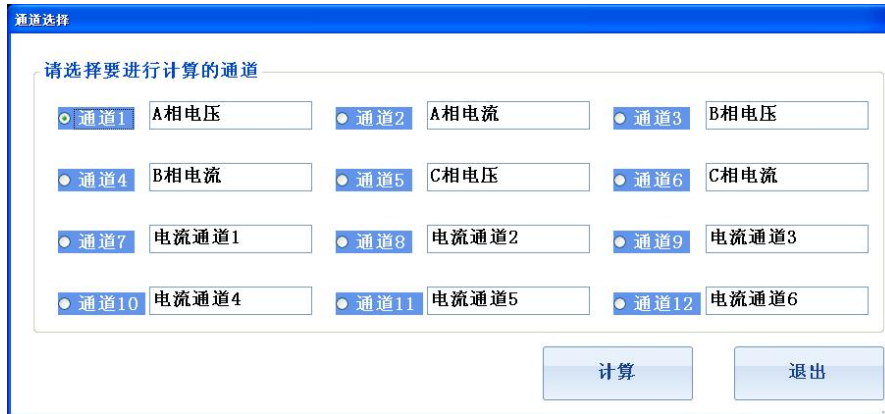 通道选择
请选择要进行计算的通道
通道1 A相电压 通道2 A相电流 通道3 B相电压
通道4 B相电流 通道5 C相电压 通道6 C相电流
通道7 电流通道1 通道8 电流通道2 通道9 电流通道3
通道10 电流通道4 通道11 电流通道5 通道12 电流通道6
计算 退出